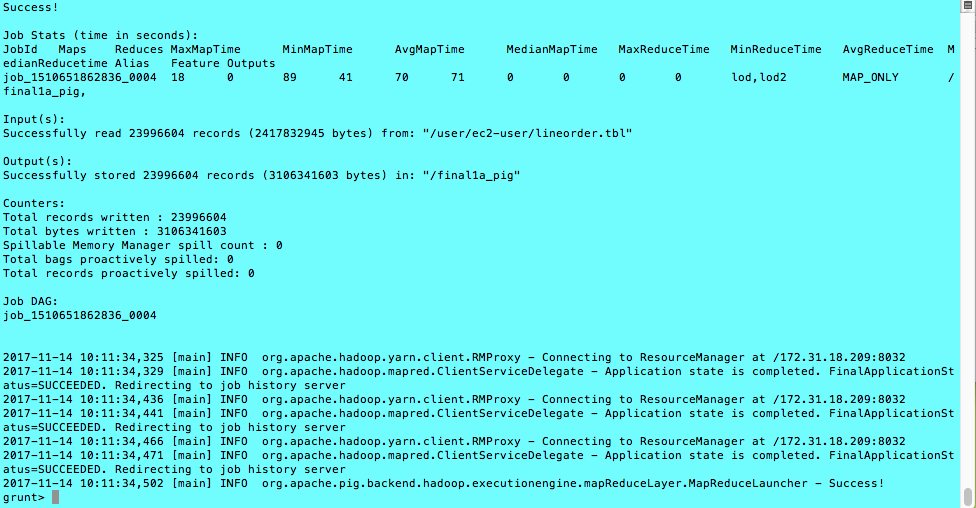 Success!
Job Stats (time in seconds):
JobId   Maps    Reduces MaxMapTime      MinMapTime      AvgMapTime      MedianMapTime   MaxReduceTime   MinReduceTime   AvgReduceTime   M
edianReducetime Alias   Feature Outputs
job_1510651862836_0004  18      0       89      41      70      71      0       0       0       0       lod,lod2        MAP_ONLY        /
final1a_pig,
Input(s):
Successfully read 23996604 records (2417832945 bytes) from: "/user/ec2-user/lineorder.tbl"
Output(s):
Successfully stored 23996604 records (3106341603 bytes) in: "/final1a_pig"
Counters:
Total records written : 23996604
Total bytes written : 3106341603
Spillable Memory Manager spill count : 0
Total bags proactively spilled: 0
Total records proactively spilled: 0
Job DAG:
job_1510651862836_0004
2017-11-14 10:11:34,325 [main] INFO  org.apache.hadoop.yarn.client.RMProxy - Connecting to ResourceManager at /172.31.18.209:8032
2017-11-14 10:11:34,329 [main] INFO  org.apache.hadoop.mapred.ClientServiceDelegate - Application state is completed. FinalApplicationSt
atus=SUCCEEDED. Redirecting to job history server
2017-11-14 10:11:34,436 [main] INFO  org.apache.hadoop.yarn.client.RMProxy - Connecting to ResourceManager at /172.31.18.209:8032
2017-11-14 10:11:34,441 [main] INFO  org.apache.hadoop.mapred.ClientServiceDelegate - Application state is completed. FinalApplicationSt
atus=SUCCEEDED. Redirecting to job history server
2017-11-14 10:11:34,466 [main] INFO  org.apache.hadoop.yarn.client.RMProxy - Connecting to ResourceManager at /172.31.18.209:8032
2017-11-14 10:11:34,471 [main] INFO  org.apache.hadoop.mapred.ClientServiceDelegate - Application state is completed. FinalApplicationSt
atus=SUCCEEDED. Redirecting to job history server
2017-11-14 10:11:34,502 [main] INFO  org.apache.pig.backend.hadoop.executionengine.mapReduceLayer.MapReduceLauncher - Success!
grunt>